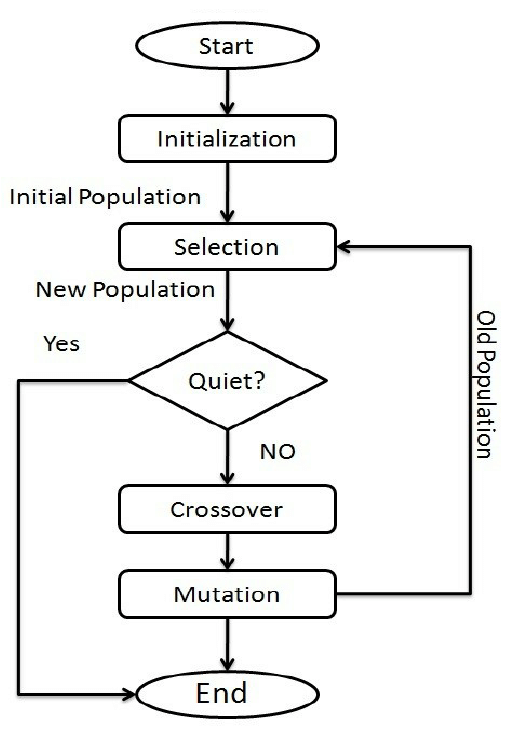 Start
Initialization
Initial Population
Selection
New Population
Yes
Quiet?
NO
Old Population
Crossover
Mutation
End